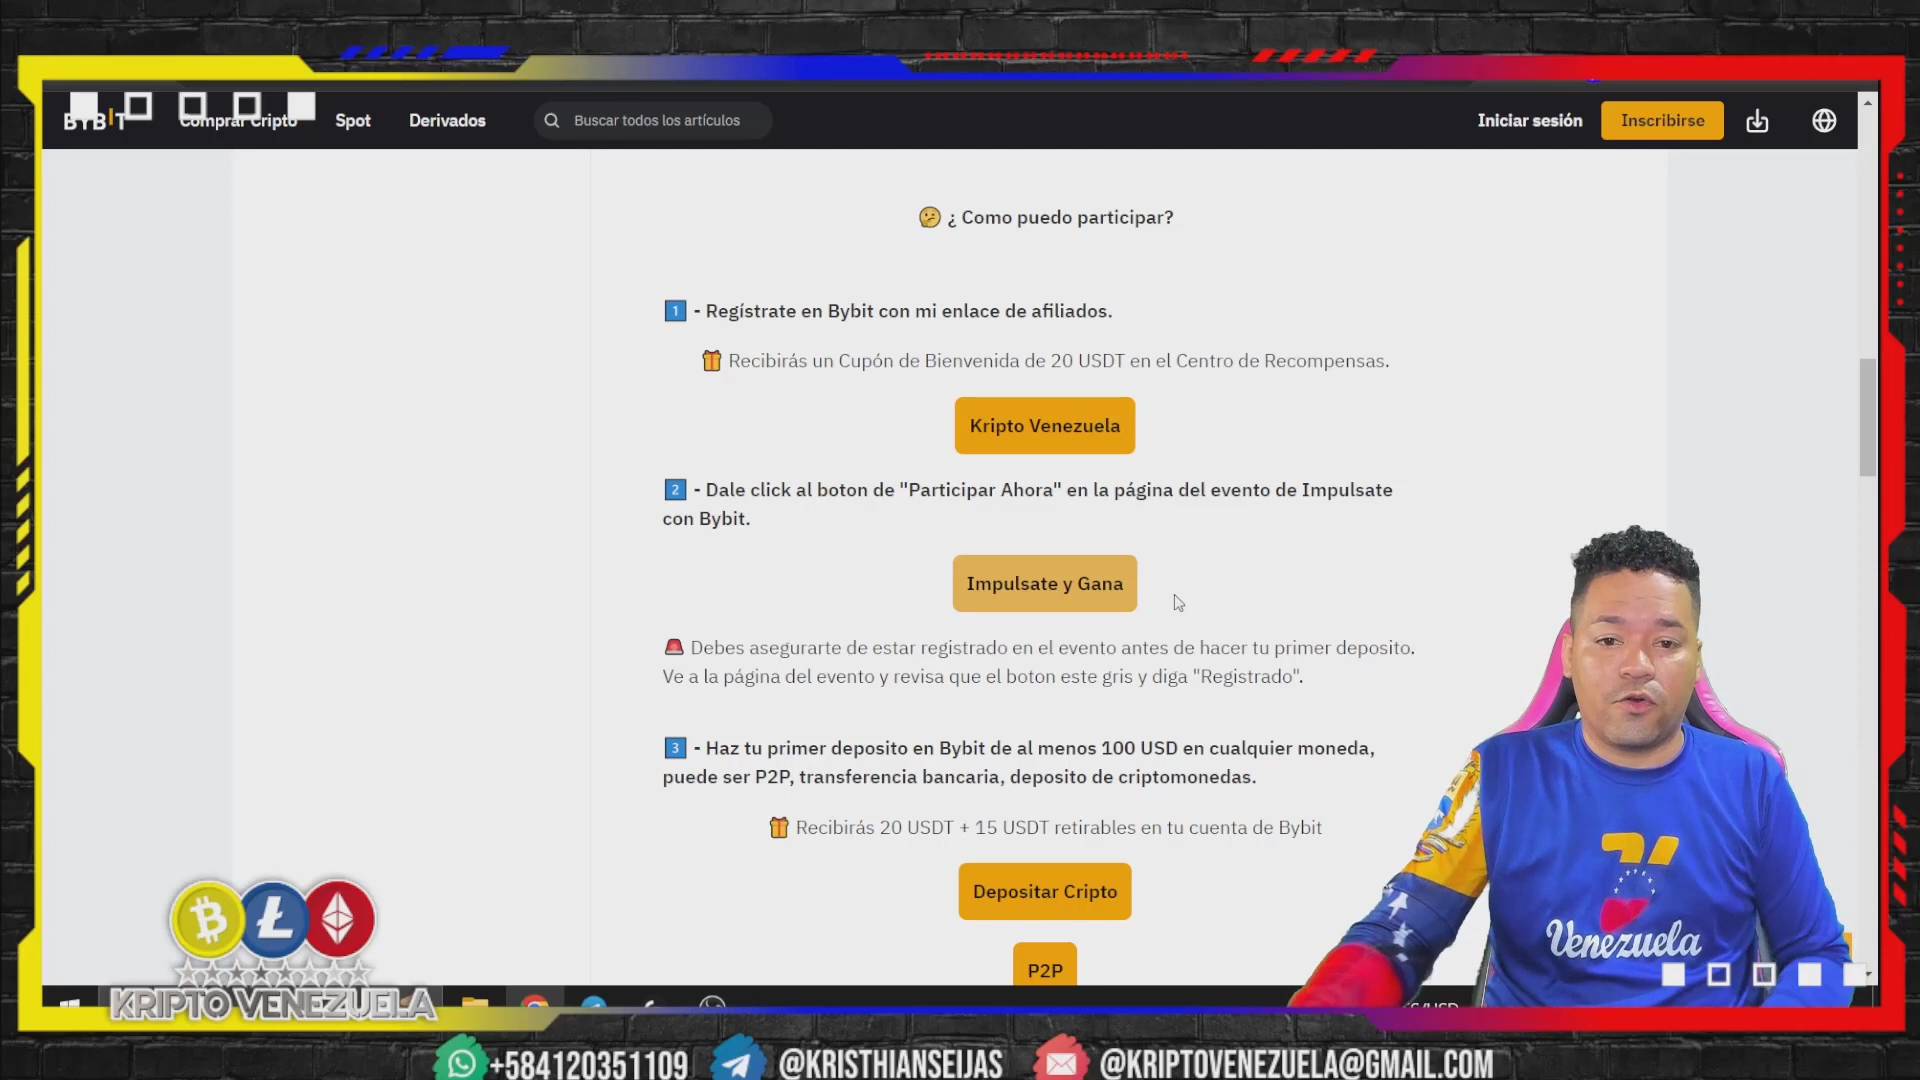 BYBIT
Comprar Cripto
Spot
Derivados
Buscar todos los artículos
Iniciar sesión
Inscribirse
¿ Como puedo participar?
1 - Regístrate en Bybit con mi enlace de afiliados.
Recibirás un Cupón de Bienvenida de 20 USDT en el Centro de Recompensas.
Kripto Venezuela
2 - Dale click al boton de "Participar Ahora" en la página del evento de Impulsate
con Bybit.
Impulsate y Gana
Debes asegurarte de estar registrado en el evento antes de hacer tu primer deposito.
Ve a la página del evento y revisa que el boton este gris y diga "Registrado".
3 - Haz tu primer deposito en Bybit de al menos 100 USD en cualquier moneda,
puede ser P2P, transferencia bancaria, deposito de criptomonedas.
Recibirás 20 USDT + 15 USDT retirables en tu cuenta de Bybit
Depositar Cripto
P2P
Venezuela
KRIPTO VENEZUELA
+584120351109
@KRISTHIANSEIJAS
@KRIPTOVENEZUELA@GMAIL.COM